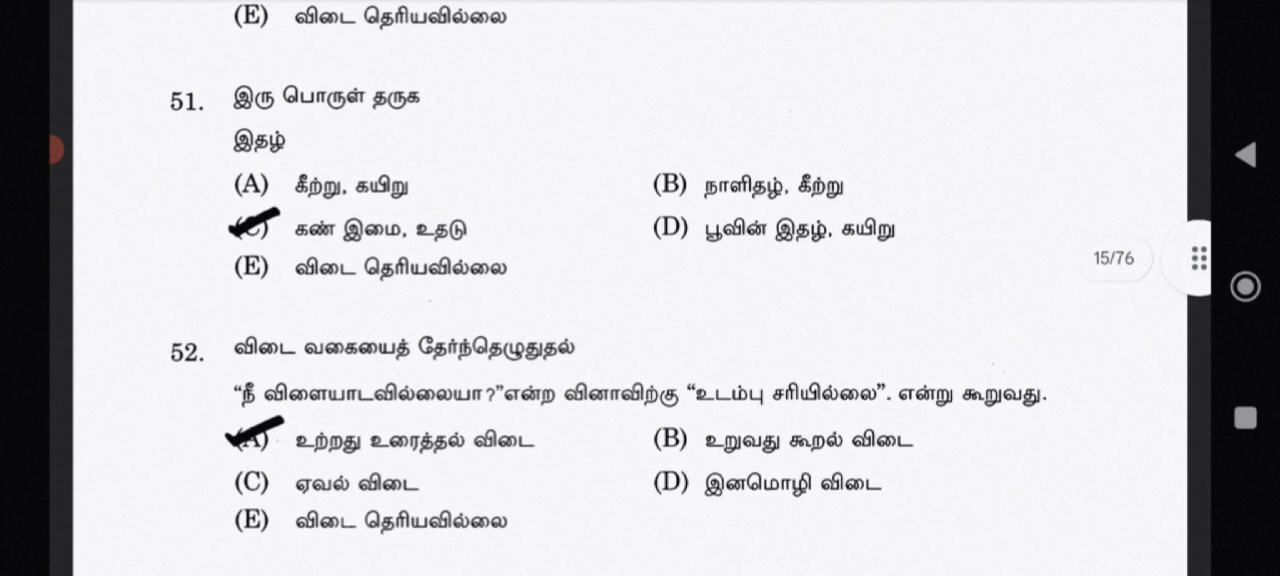 (E) விடை தெரியவில்லை
51. இரு பொருள் தருக
இதழ்
(A) கீற்று, கயிறு (B) நாளிதழ், கீற்று
(C) கண் இமை, உதடு (D) பூவின் இதழ், கயிறு
(E) விடை தெரியவில்லை
15/76
52. விடை வகையைத் தேர்ந்தெழுதுதல்
“நீ விளையாடவில்லையா?”என்ற வினாவிற்கு “உடம்பு சரியில்லை”. என்று கூறுவது.
(A) உற்றது உரைத்தல் விடை (B) உறுவது கூறல் விடை
(C) ஏவல் விடை (D) இனமொழி விடை
(E) விடை தெரியவில்லை